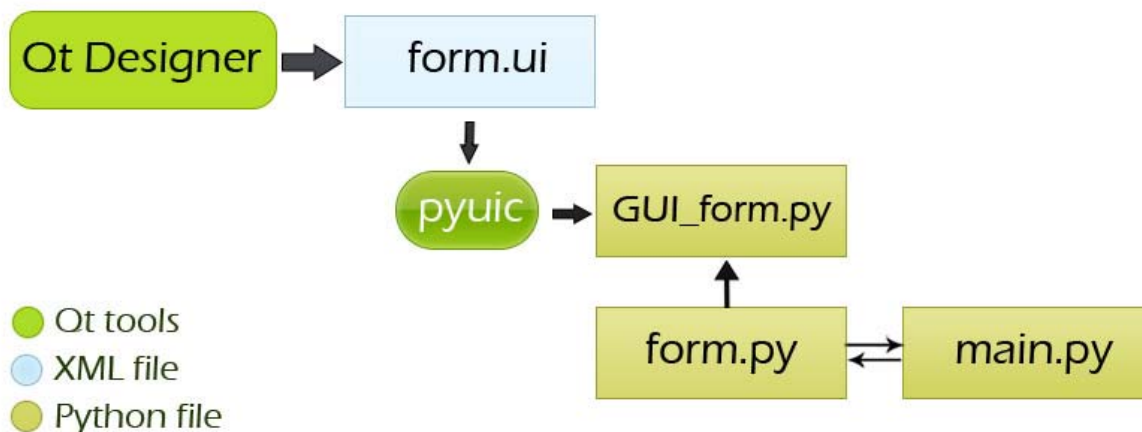 Qt Designer
form.ui
pyuic
GUI_form.py
form.py
main.py
Qt tools
XML file
Python file